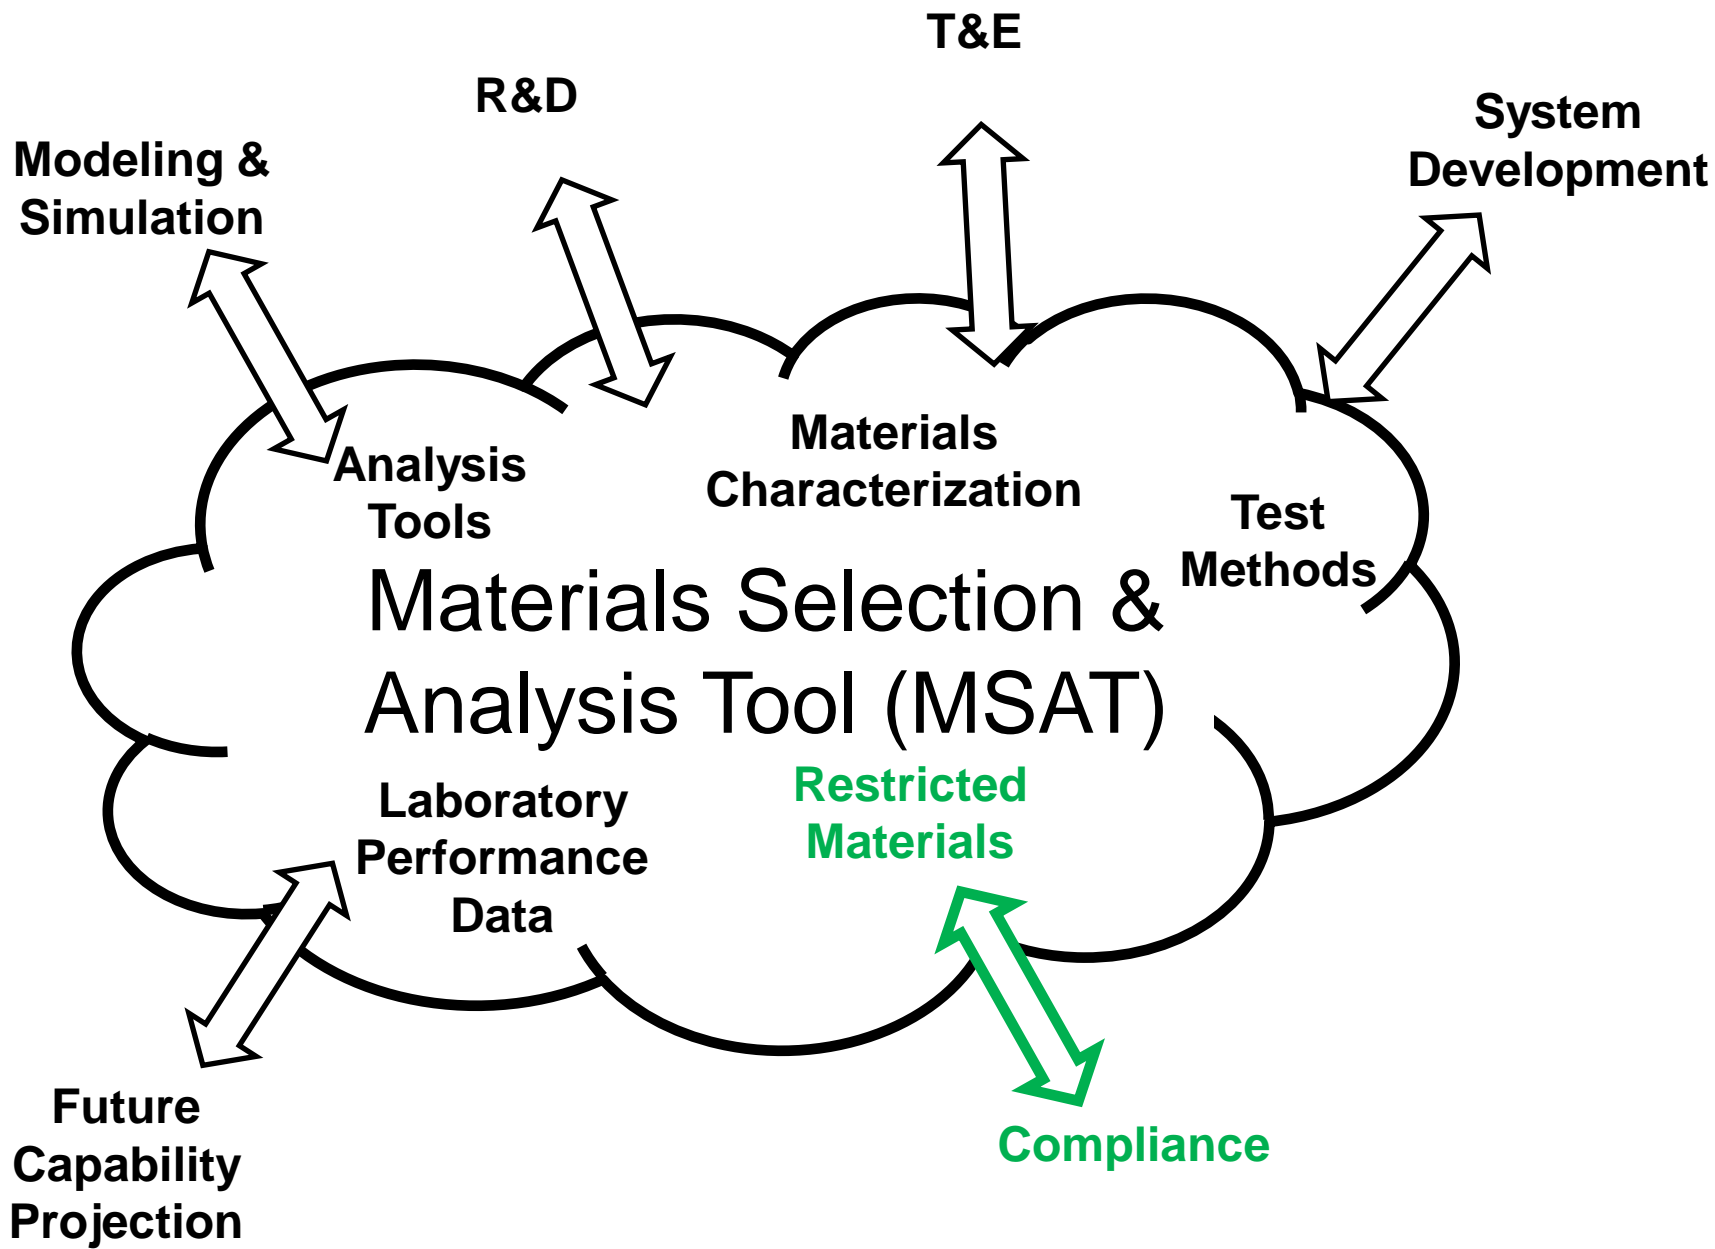 T&E
R&D
System
Development
Modeling &
Simulation
Materials
Characterization
Analysis
Tools
Test
Methods
Materials Selection &
Analysis Tool (MSAT)
Restricted
Materials
Laboratory
Performance
Data
Future
Capability
Projection
Compliance